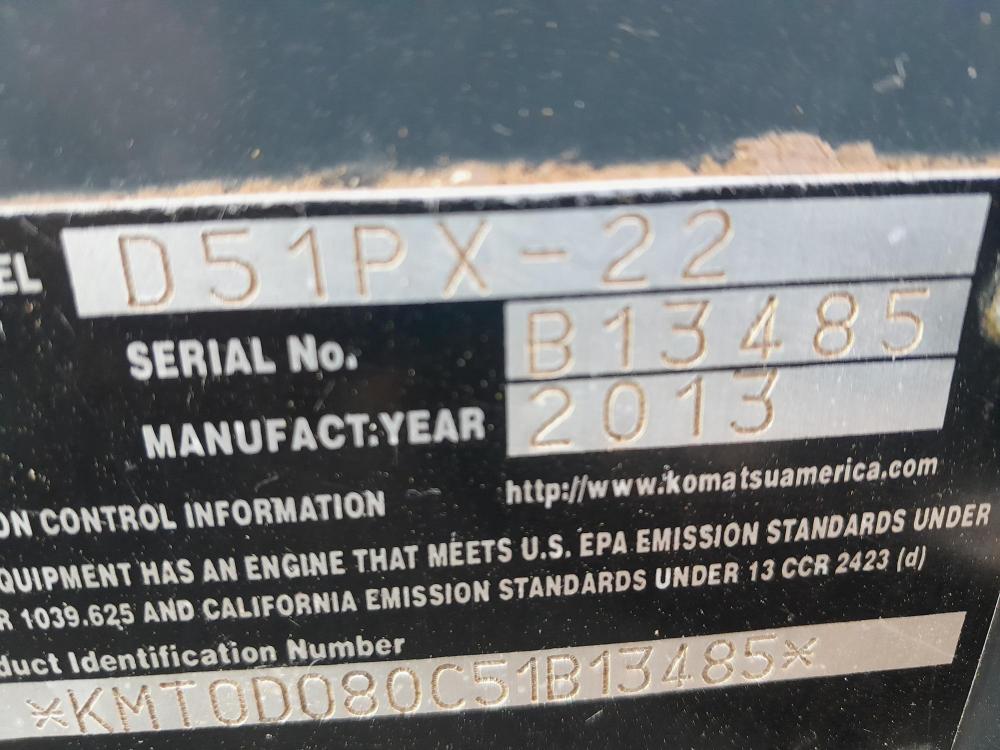 EL D51PX-22
SERIAL No. B13485
MANUFACT:YEAR 2013
http://www.komatsuamerica.com
ON CONTROL INFORMATION
QUIPMENT HAS AN ENGINE THAT MEETS U.S. EPA EMISSION STANDARDS UNDER
R 1039.625 AND CALIFORNIA EMISSION STANDARDS UNDER 13 CCR 2423 (d)
duct Identification Number
*KMT0D080C51B13485*